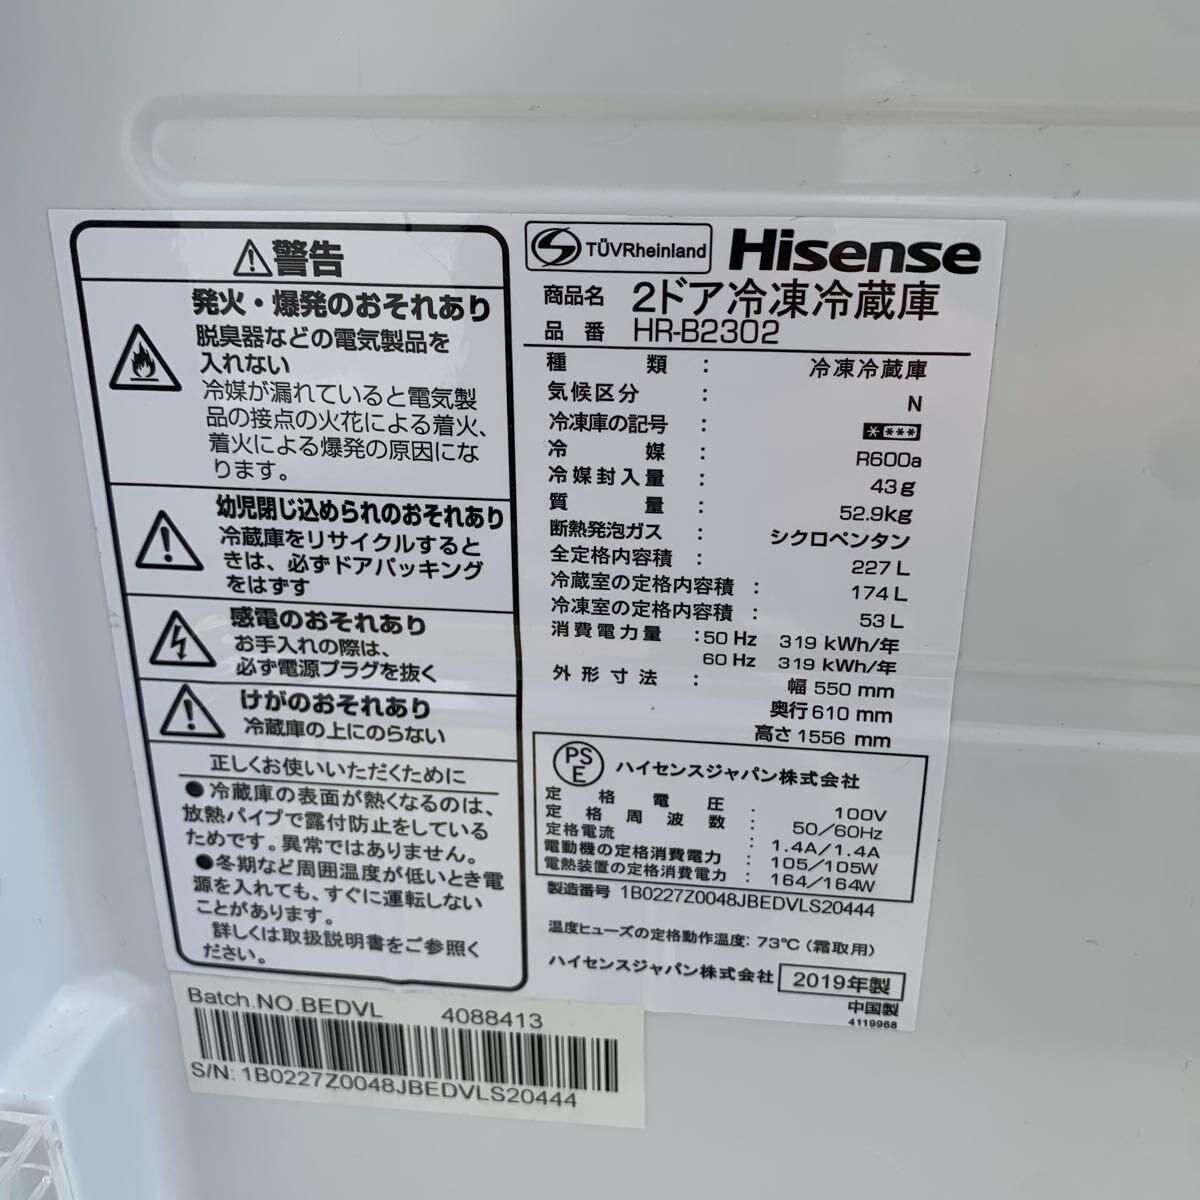 警告
発火・爆発のおそれあり
脱臭器などの電気製品を
入れない
冷媒が漏れていると電気製
品の接点の火花による着火、
着火による爆発の原因にな
ります。
幼児閉じ込められのおそれあり
冷蔵庫をリサイクルすると
きは、必ずドアパッキング
をはずす
感電のおそれあり
お手入れの際は、
必ず電源プラグを抜く
けがのおそれあり
冷蔵庫の上にのらない
正しくお使いいただくために
●冷蔵庫の表面が熱くなるのは、
放熱パイプで露付防止をしている
ためです。異常ではありません。
●冬期など周囲温度が低いとき電
源を入れても、すぐに運転しない
ことがあります。
詳しくは取扱説明書をご参照く
ださい。
TÜVRheinland
Hisense
商品名 2ドア冷凍冷蔵庫
品番 HR-B2302
種類 : 冷凍冷蔵庫
気候区分 : N
冷凍庫の記号 : ****
冷媒 : R600a
冷媒封入量 : 43g
質量 : 52.9kg
断熱発泡ガス : シクロペンタン
全定格内容積 : 227L
冷蔵室の定格内容積 : 174L
冷凍室の定格内容積 : 53L
消費電力量 : 50 Hz 319 kWh/年
60 Hz 319 kWh/年
外形寸法 : 幅 550 mm
奥行 610 mm
高さ 1556 mm
PSE ハイセンスジャパン株式会社
定格電圧 : 100V
定格周波数 : 50/60Hz
定格電流 : 1.4A/1.4A
電動機の定格消費電力 : 105/105W
電熱装置の定格消費電力 : 164/164W
製造番号 1B0227Z0048JBEDVLS20444
温度ヒューズの定格動作温度: 73℃(霜取用)
ハイセンスジャパン株式会社 2019年製
中国製
4119968
Batch.NO.BEDVL 4088413
S/N: 1B0227Z0048JBEDVLS20444